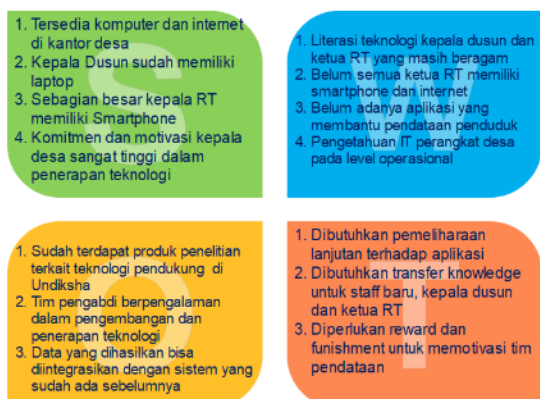 S
1. Tersedia komputer dan internet
di kantor desa
2. Kepala Dusun sudah memiliki
laptop
3. Sebagian besar kepala RT
memiliki Smartphone
4. Komitmen dan motivasi kepala
desa sangat tinggi dalam
penerapan teknologi
W
1. Literasi teknologi kepala dusun dan
ketua RT yang masih beragam
2. Belum semua ketua RT memiliki
smartphone dan internet
3. Belum adanya aplikasi yang
membantu pendataan penduduk
4. Pengetahuan IT perangkat desa
pada level operasional
O
1. Sudah terdapat produk penelitian
terkait teknologi pendukung di
Undiksha
2. Tim pengabdi berpengalaman
dalam pengembangan dan
penerapan teknologi
3. Data yang dihasilkan bisa
diintegrasikan dengan sistem yang
sudah ada sebelumnya
T
1. Dibutuhkan pemeliharaan
lanjutan terhadap aplikasi
2. Dibutuhkan transfer knowledge
untuk staff baru, kepala dusun
dan ketua RT
3. Diperlukan reward dan
funishment untuk memotivasi tim
pendataan